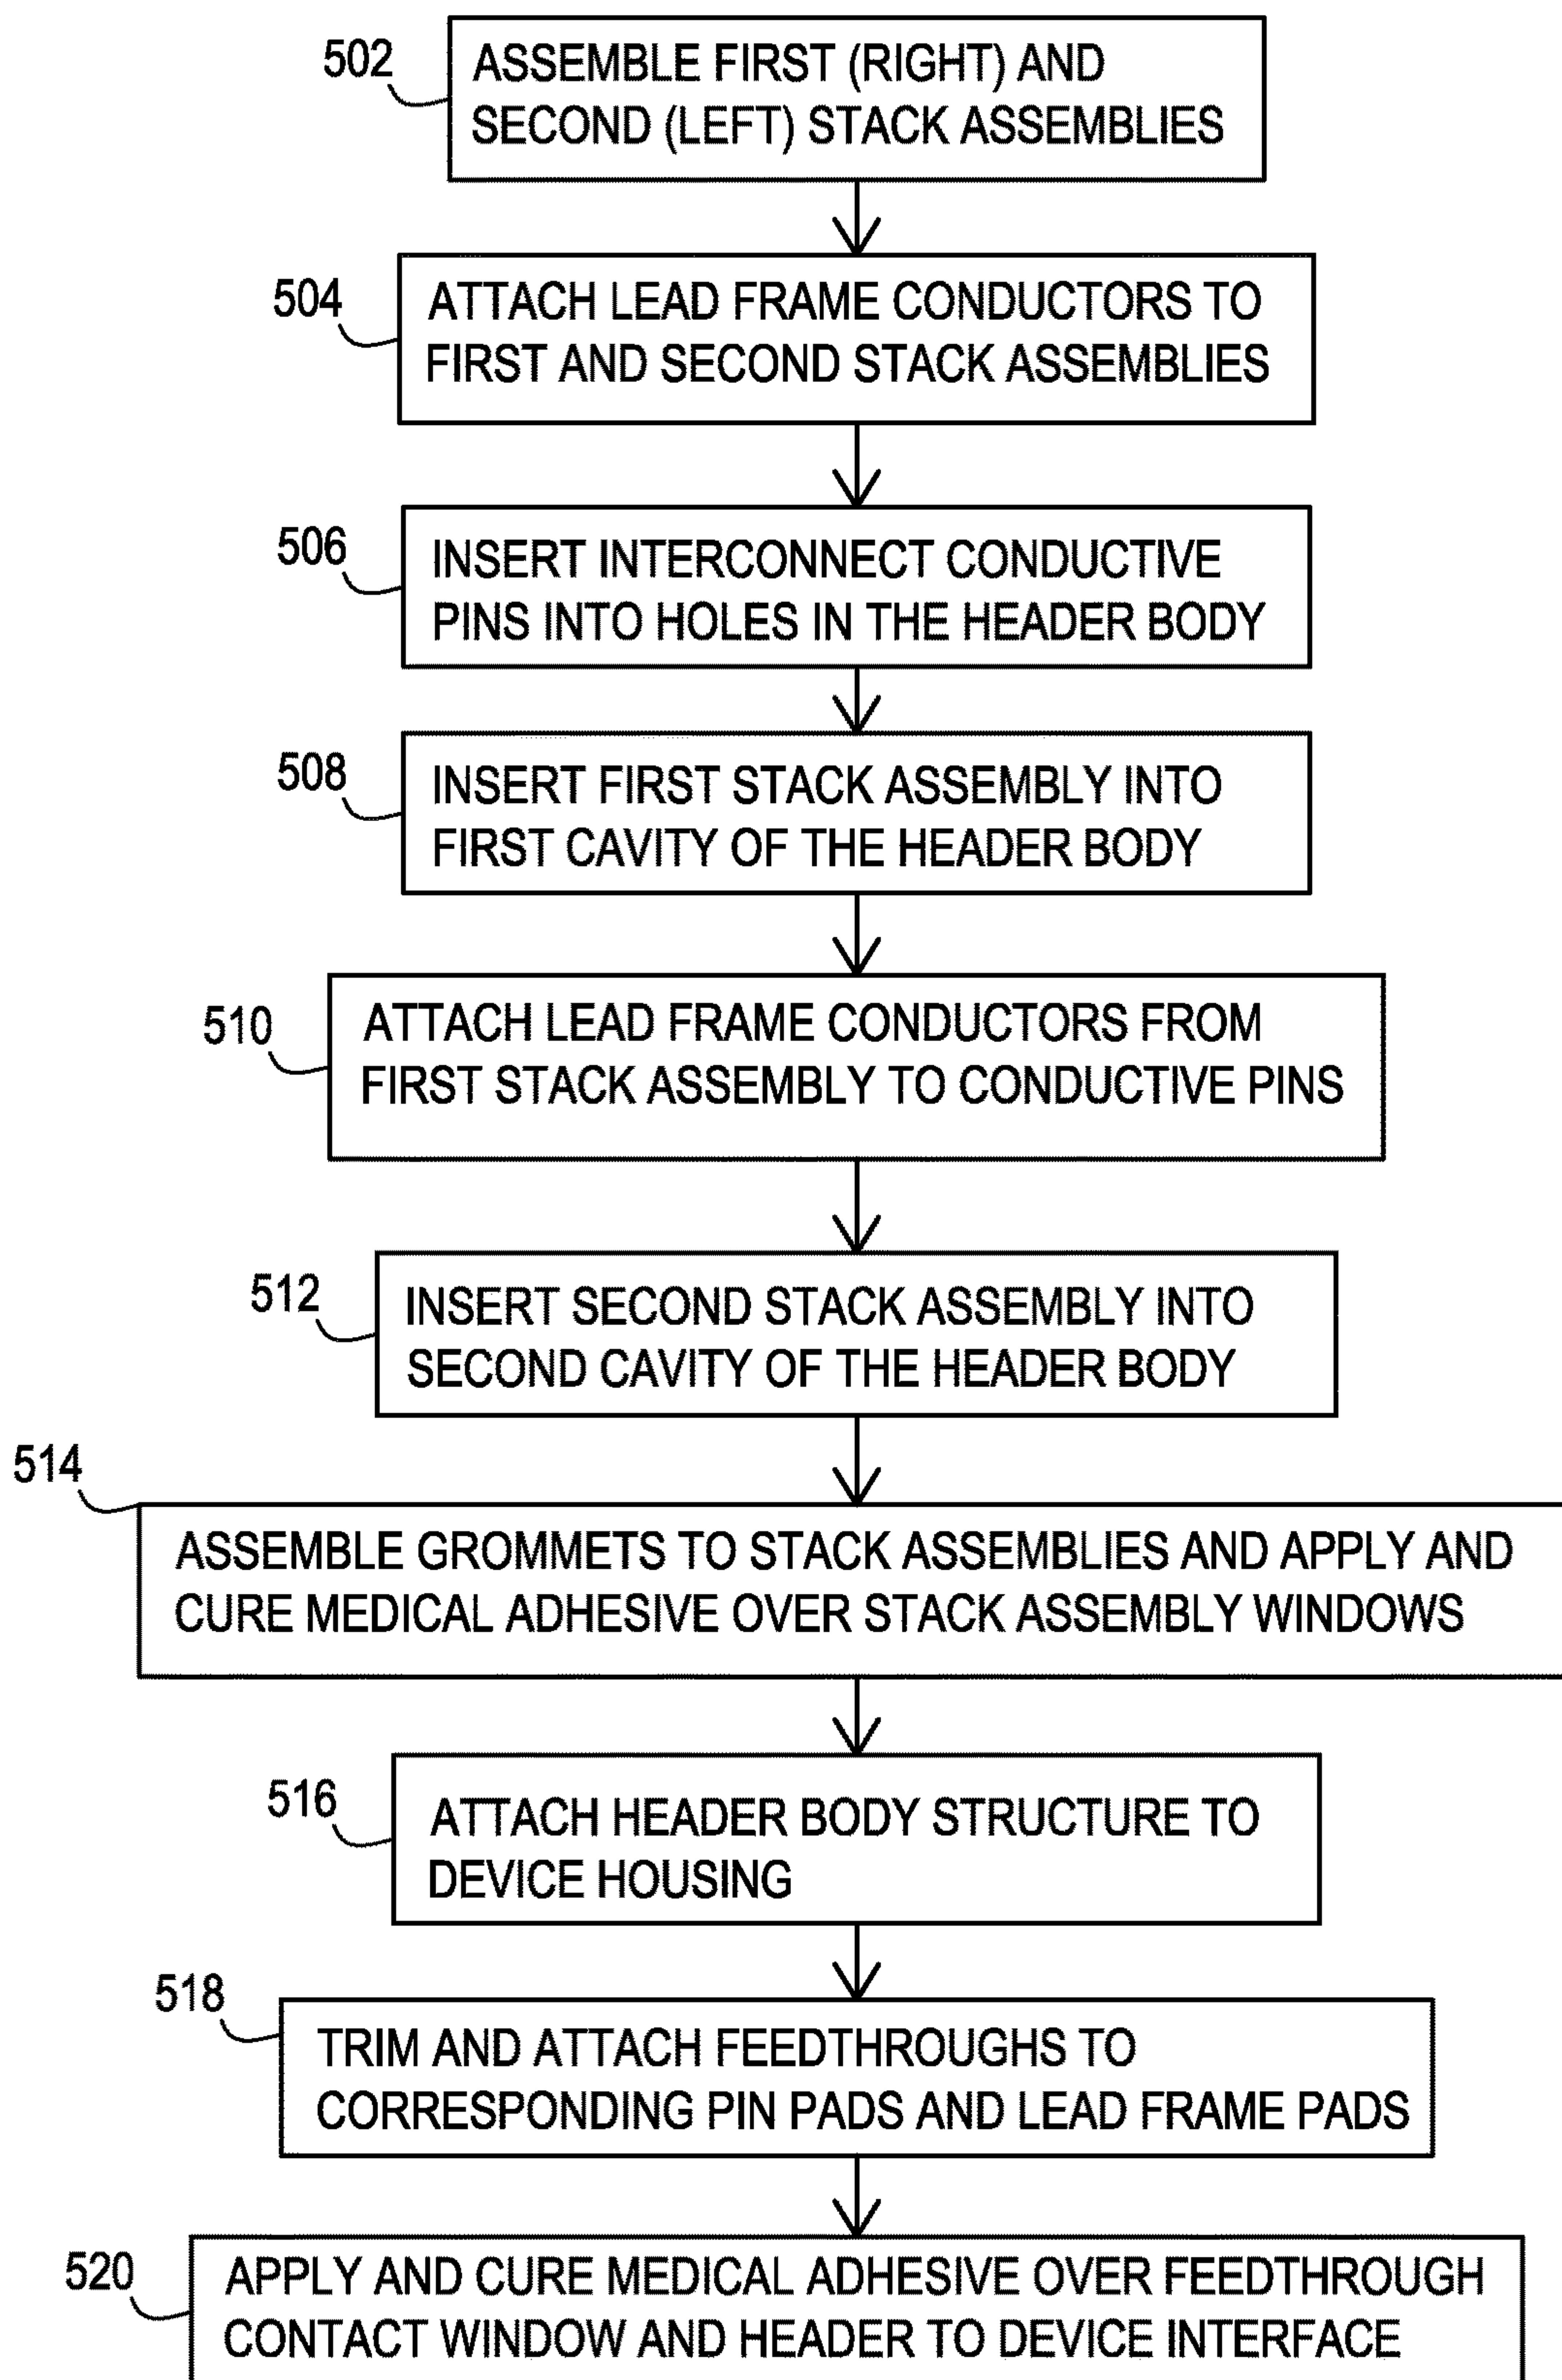 502
ASSEMBLE FIRST (RIGHT) AND
SECOND (LEFT) STACK ASSEMBLIES
504
ATTACH LEAD FRAME CONDUCTORS TO
FIRST AND SECOND STACK ASSEMBLIES
506
INSERT INTERCONNECT CONDUCTIVE
PINS INTO HOLES IN THE HEADER BODY
508
INSERT FIRST STACK ASSEMBLY INTO
FIRST CAVITY OF THE HEADER BODY
510
ATTACH LEAD FRAME CONDUCTORS FROM
FIRST STACK ASSEMBLY TO CONDUCTIVE PINS
512
INSERT SECOND STACK ASSEMBLY INTO
SECOND CAVITY OF THE HEADER BODY
514
ASSEMBLE GROMMETS TO STACK ASSEMBLIES AND APPLY AND
CURE MEDICAL ADHESIVE OVER STACK ASSEMBLY WINDOWS
516
ATTACH HEADER BODY STRUCTURE TO
DEVICE HOUSING
518
TRIM AND ATTACH FEEDTHROUGHS TO
CORRESPONDING PIN PADS AND LEAD FRAME PADS
520
APPLY AND CURE MEDICAL ADHESIVE OVER FEEDTHROUGH
CONTACT WINDOW AND HEADER TO DEVICE INTERFACE